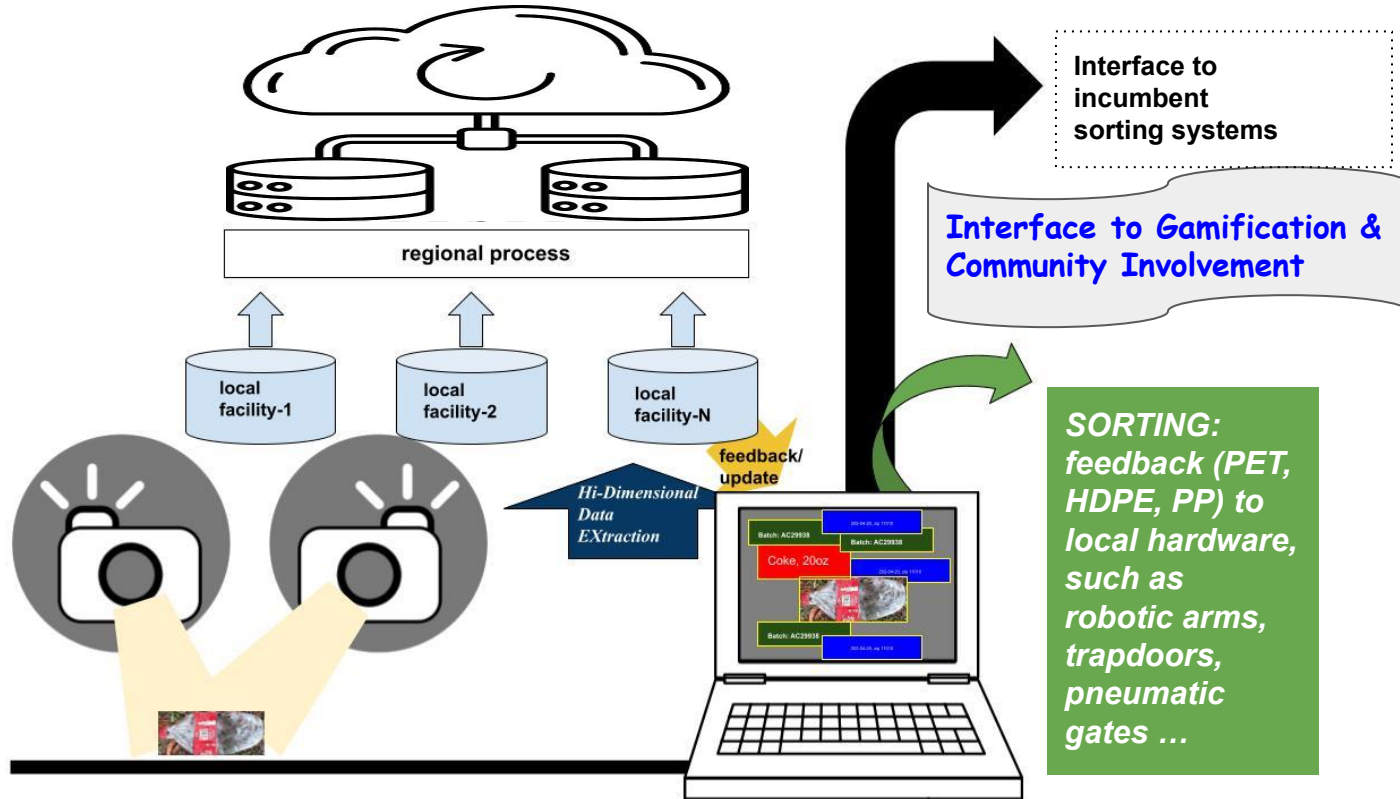 Interface to
incumbent
sorting systems
Interface to Gamification &
Community Involvement
regional process
local
facility-1
local
facility-2
local
facility-N
feedback/
update
Hi-Dimensional
Data
EXtraction
SORTING:
feedback (PET,
HDPE, PP) to
local hardware,
such as
robotic arms,
trapdoors,
pneumatic
gates …
Batch: AC29938
Batch: AC29938
Coke, 20oz
Batch: AC29938